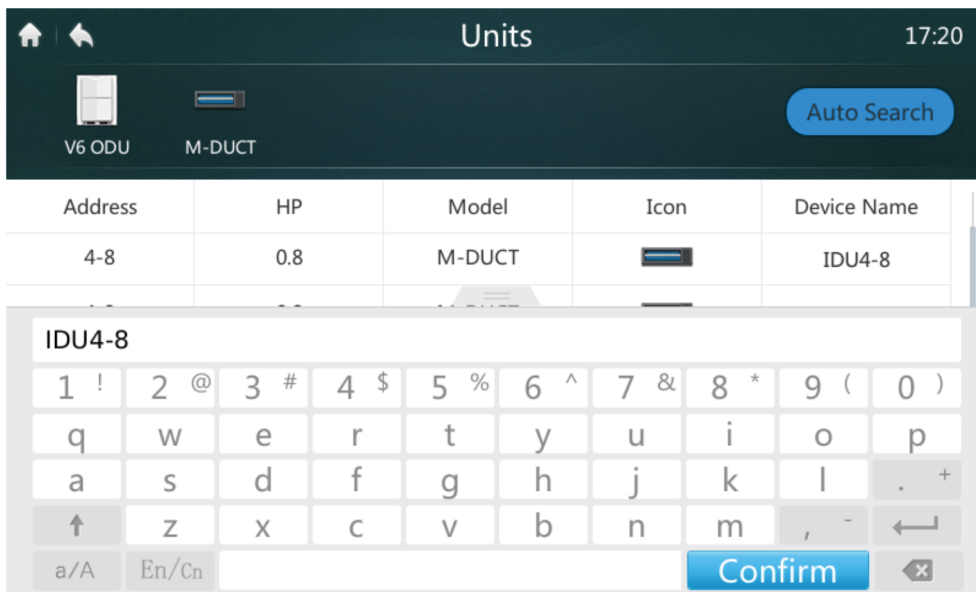 Units 17:20
V6 ODU M-DUCT Auto Search
Address HP Model Icon Device Name
4-8 0.8 M-DUCT IDU4-8
IDU4-8
1 ! 2 @ 3 # 4 $ 5 % 6 ^ 7 & 8 * 9 ( 0 )
q w e r t y u i o p
a s d f g h j k l . +
z x c v b n m , -
a/A En/Cn Confirm